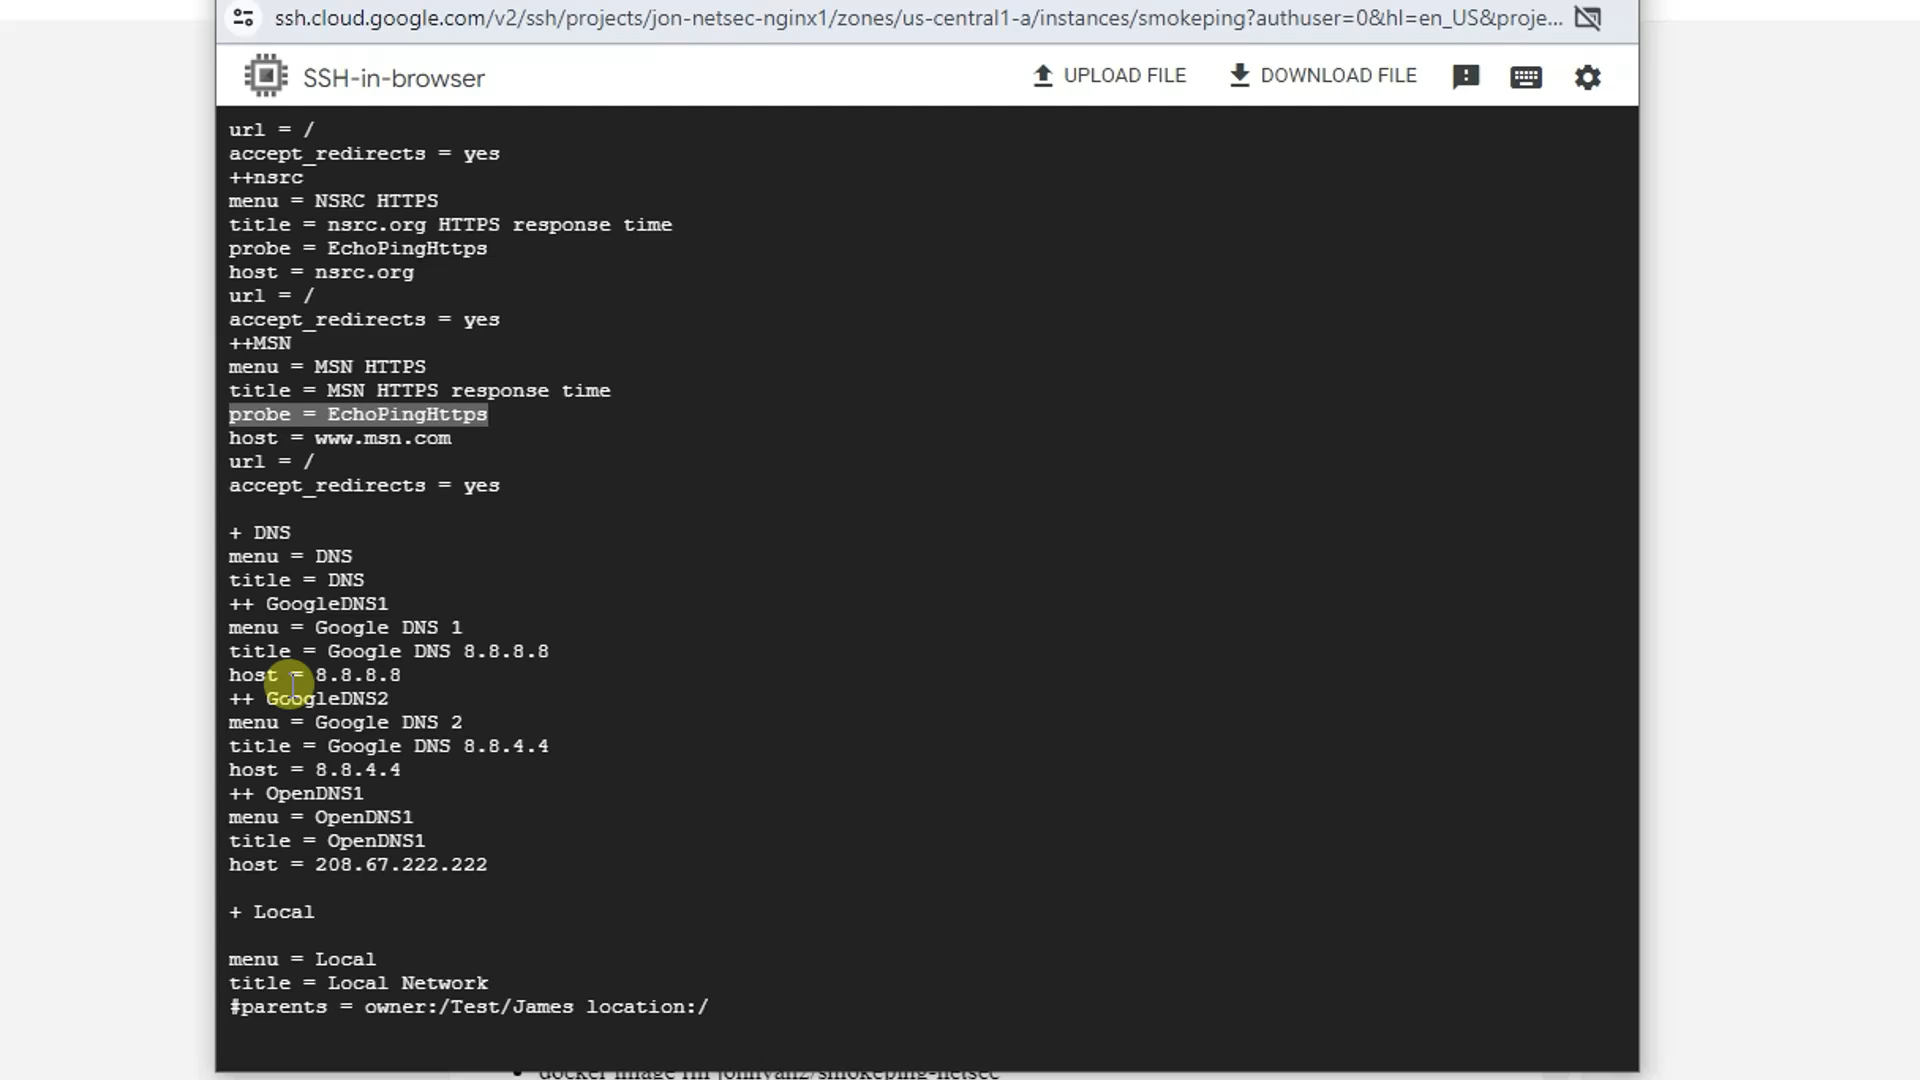 ssh.cloud.google.com/v2/ssh/projects/jon-netsec-nginx1/zones/us-central1-a/instances/smokeping?authuser=0&hl=en_US&proje...
SSH-in-browser
UPLOAD FILE
DOWNLOAD FILE
url = /
accept_redirects = yes
++nsrc
menu = NSRC HTTPS
title = nsrc.org HTTPS response time
probe = EchoPingHttps
host = nsrc.org
url = /
accept_redirects = yes
++MSN
menu = MSN HTTPS
title = MSN HTTPS response time
probe = EchoPingHttps
host = www.msn.com
url = /
accept_redirects = yes
+ DNS
menu = DNS
title = DNS
++ GoogleDNS1
menu = Google DNS 1
title = Google DNS 8.8.8.8
host = 8.8.8.8
++ GoogleDNS2
menu = Google DNS 2
title = Google DNS 8.8.4.4
host = 8.8.4.4
++ OpenDNS1
menu = OpenDNS1
title = OpenDNS1
host = 208.67.222.222
+ Local
menu = Local
title = Local Network
#parents = owner:/Test/James location:/
docker image